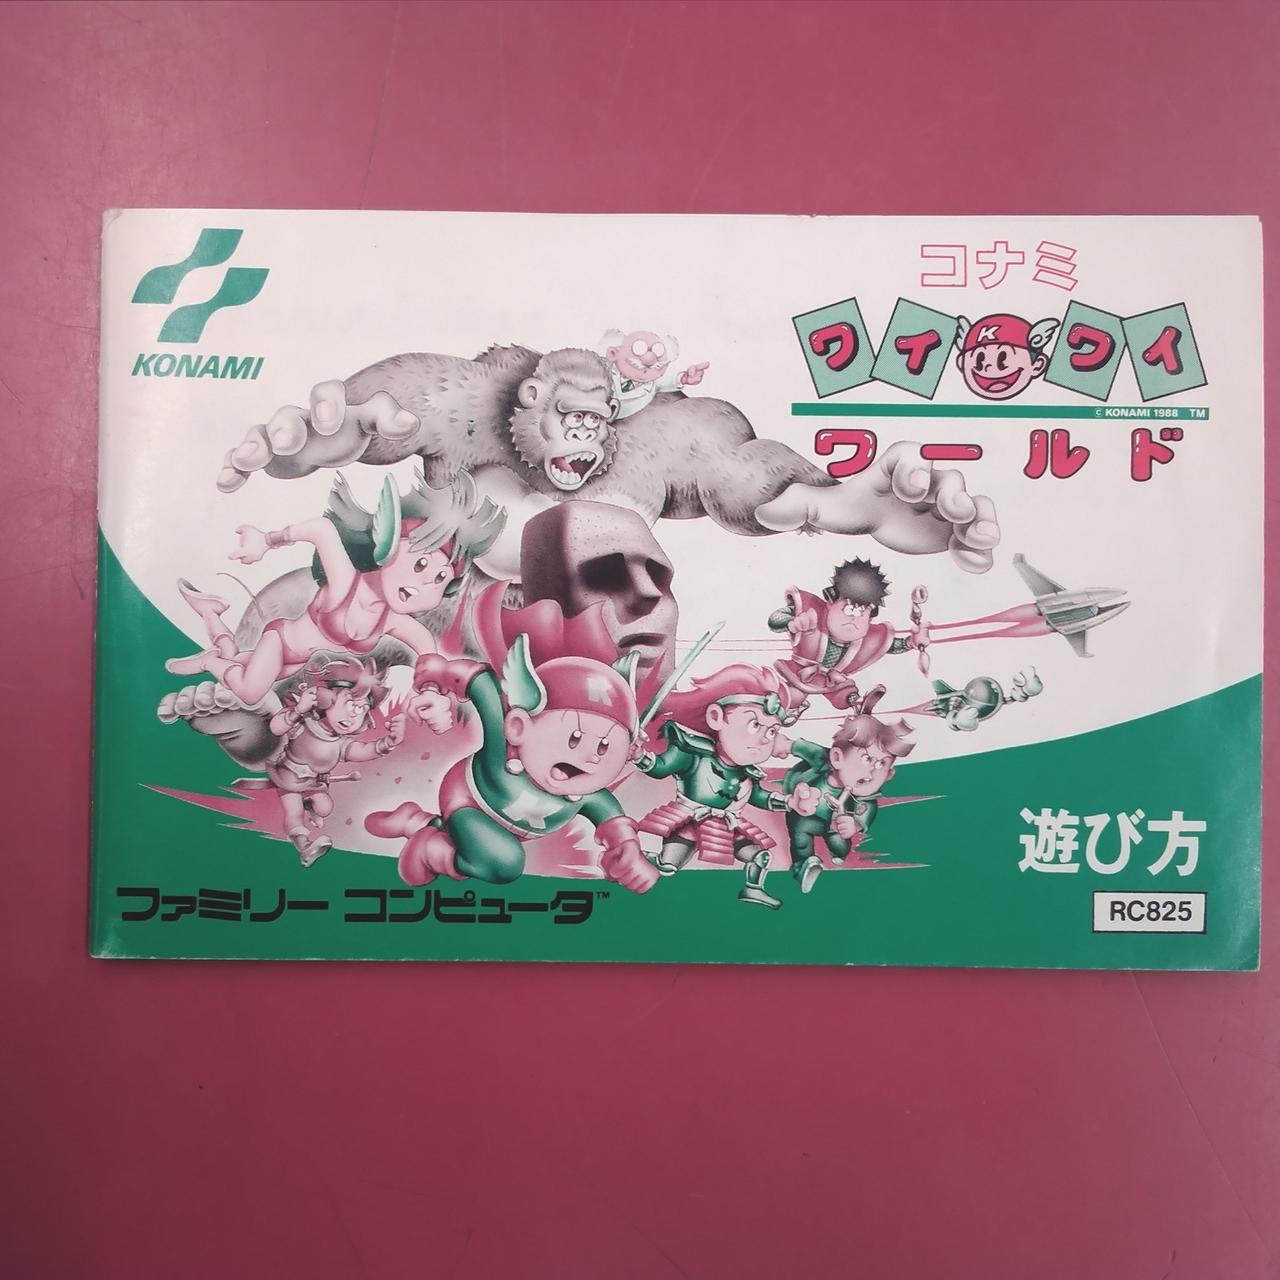 KONAMI
コナミ
ワイ K ワイ
© KONAMI 1988 TM
ワールド
K
K
遊び方
ファミリー コンピュータ™
RC825